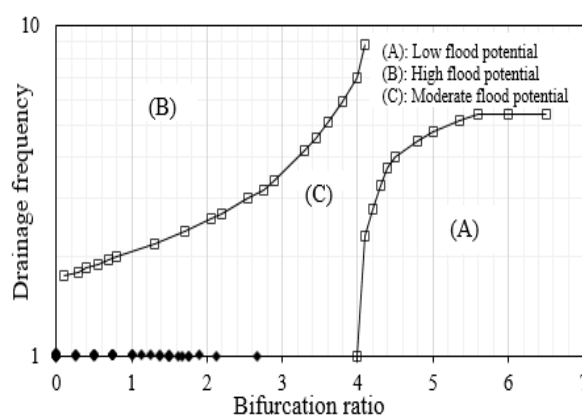 10
(A): Low flood potential
(B): High flood potential
(C): Moderate flood potential
(B)
(C)
(A)
Drainage frequency
1
0 1 2 3 4 5 6 7
Bifurcation ratio